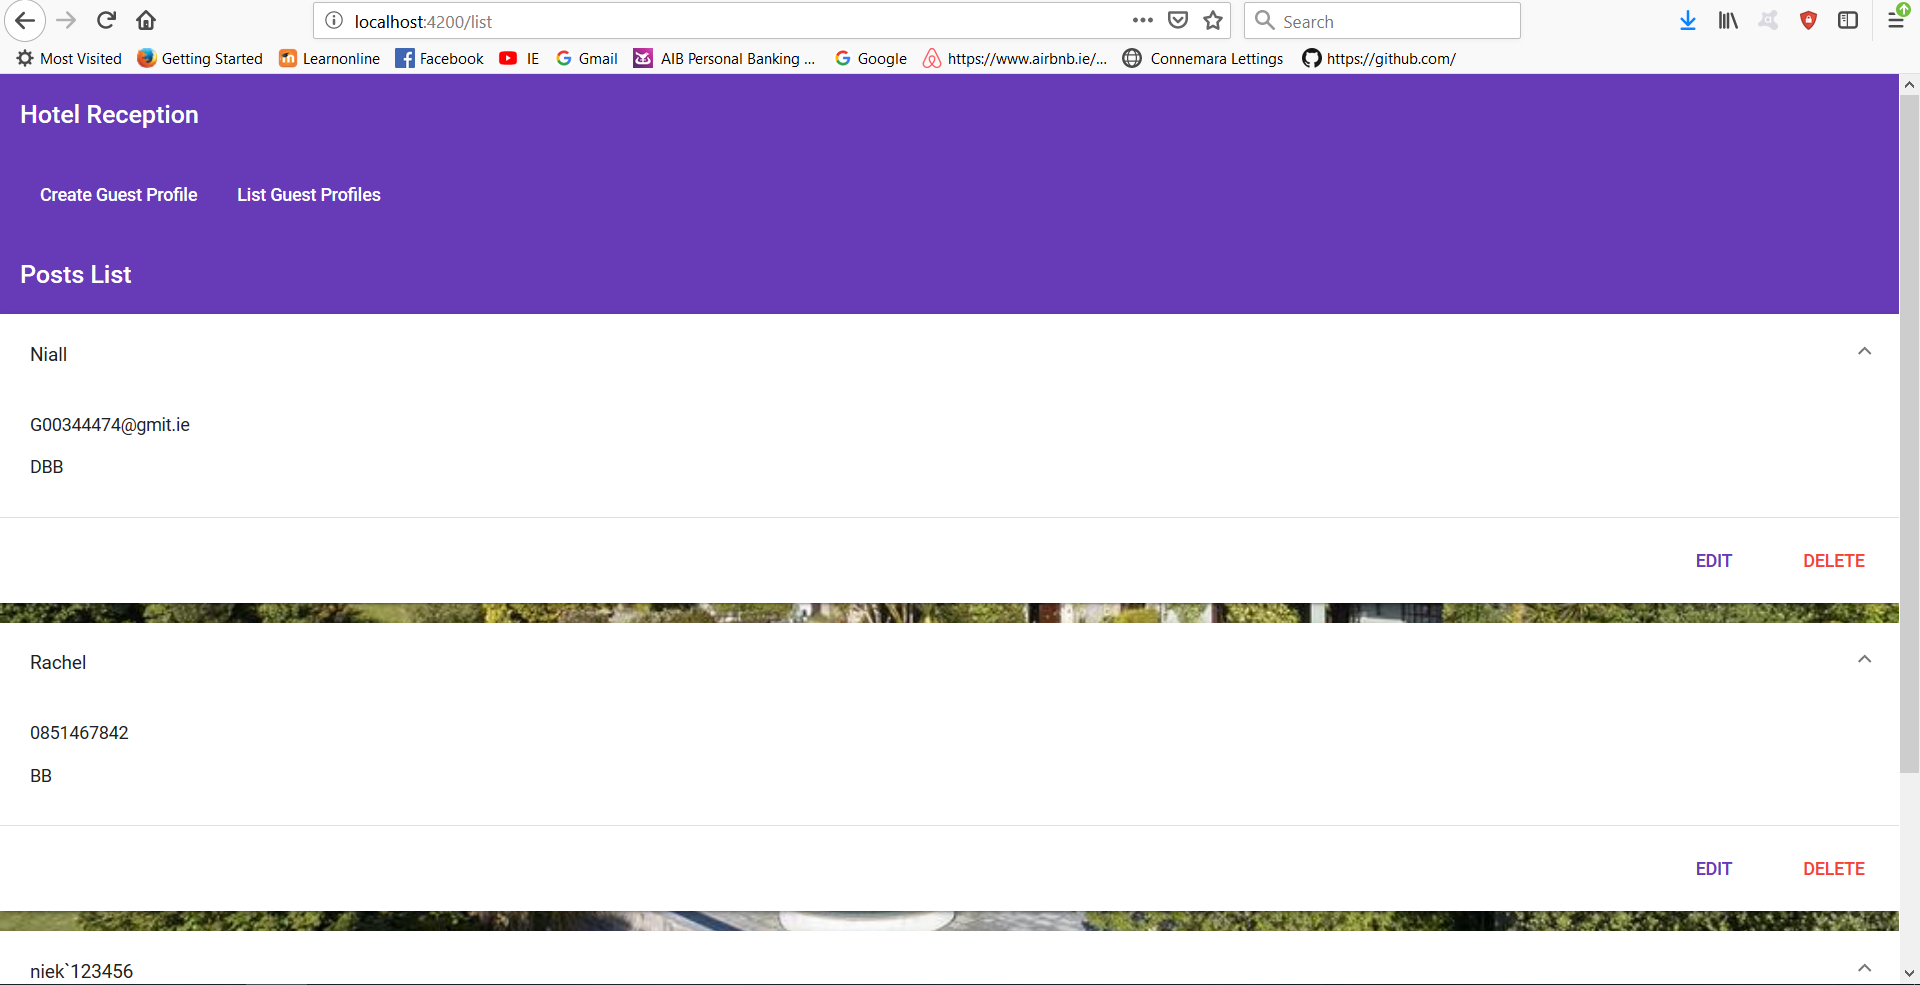 localhost:4200/list
Search
Most Visited Getting Started Learnonline Facebook IE Gmail AIB Personal Banking ... Google https://www.airbnb.ie/... Connemara Lettings https://github.com/
Hotel Reception
Create Guest Profile List Guest Profiles
Posts List
Niall
G00344474@gmit.ie
DBB
EDIT DELETE
Rachel
0851467842
BB
EDIT DELETE
niek`123456